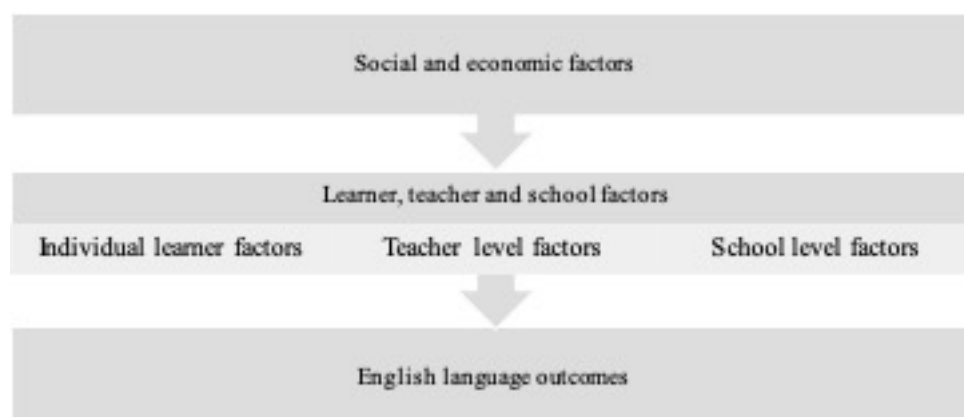 Social and economic factors
Learner, teacher and school factors
Individual learner factors Teacher level factors School level factors
English language outcomes